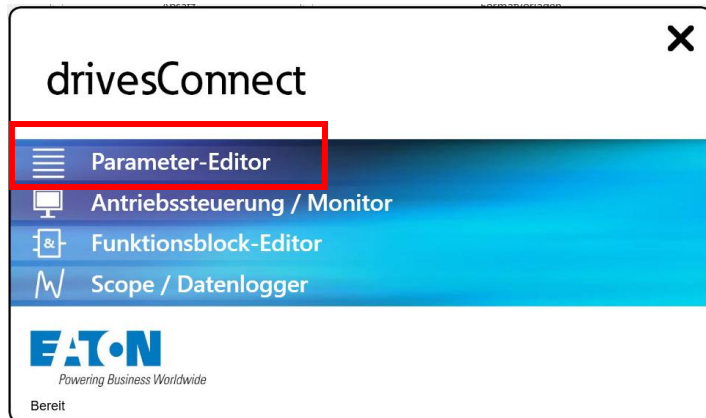 drivesConnect
Parameter-Editor
Antriebssteuerung / Monitor
&
Funktionsblock-Editor
Scope / Datenlogger
EATON
Powering Business Worldwide
Bereit